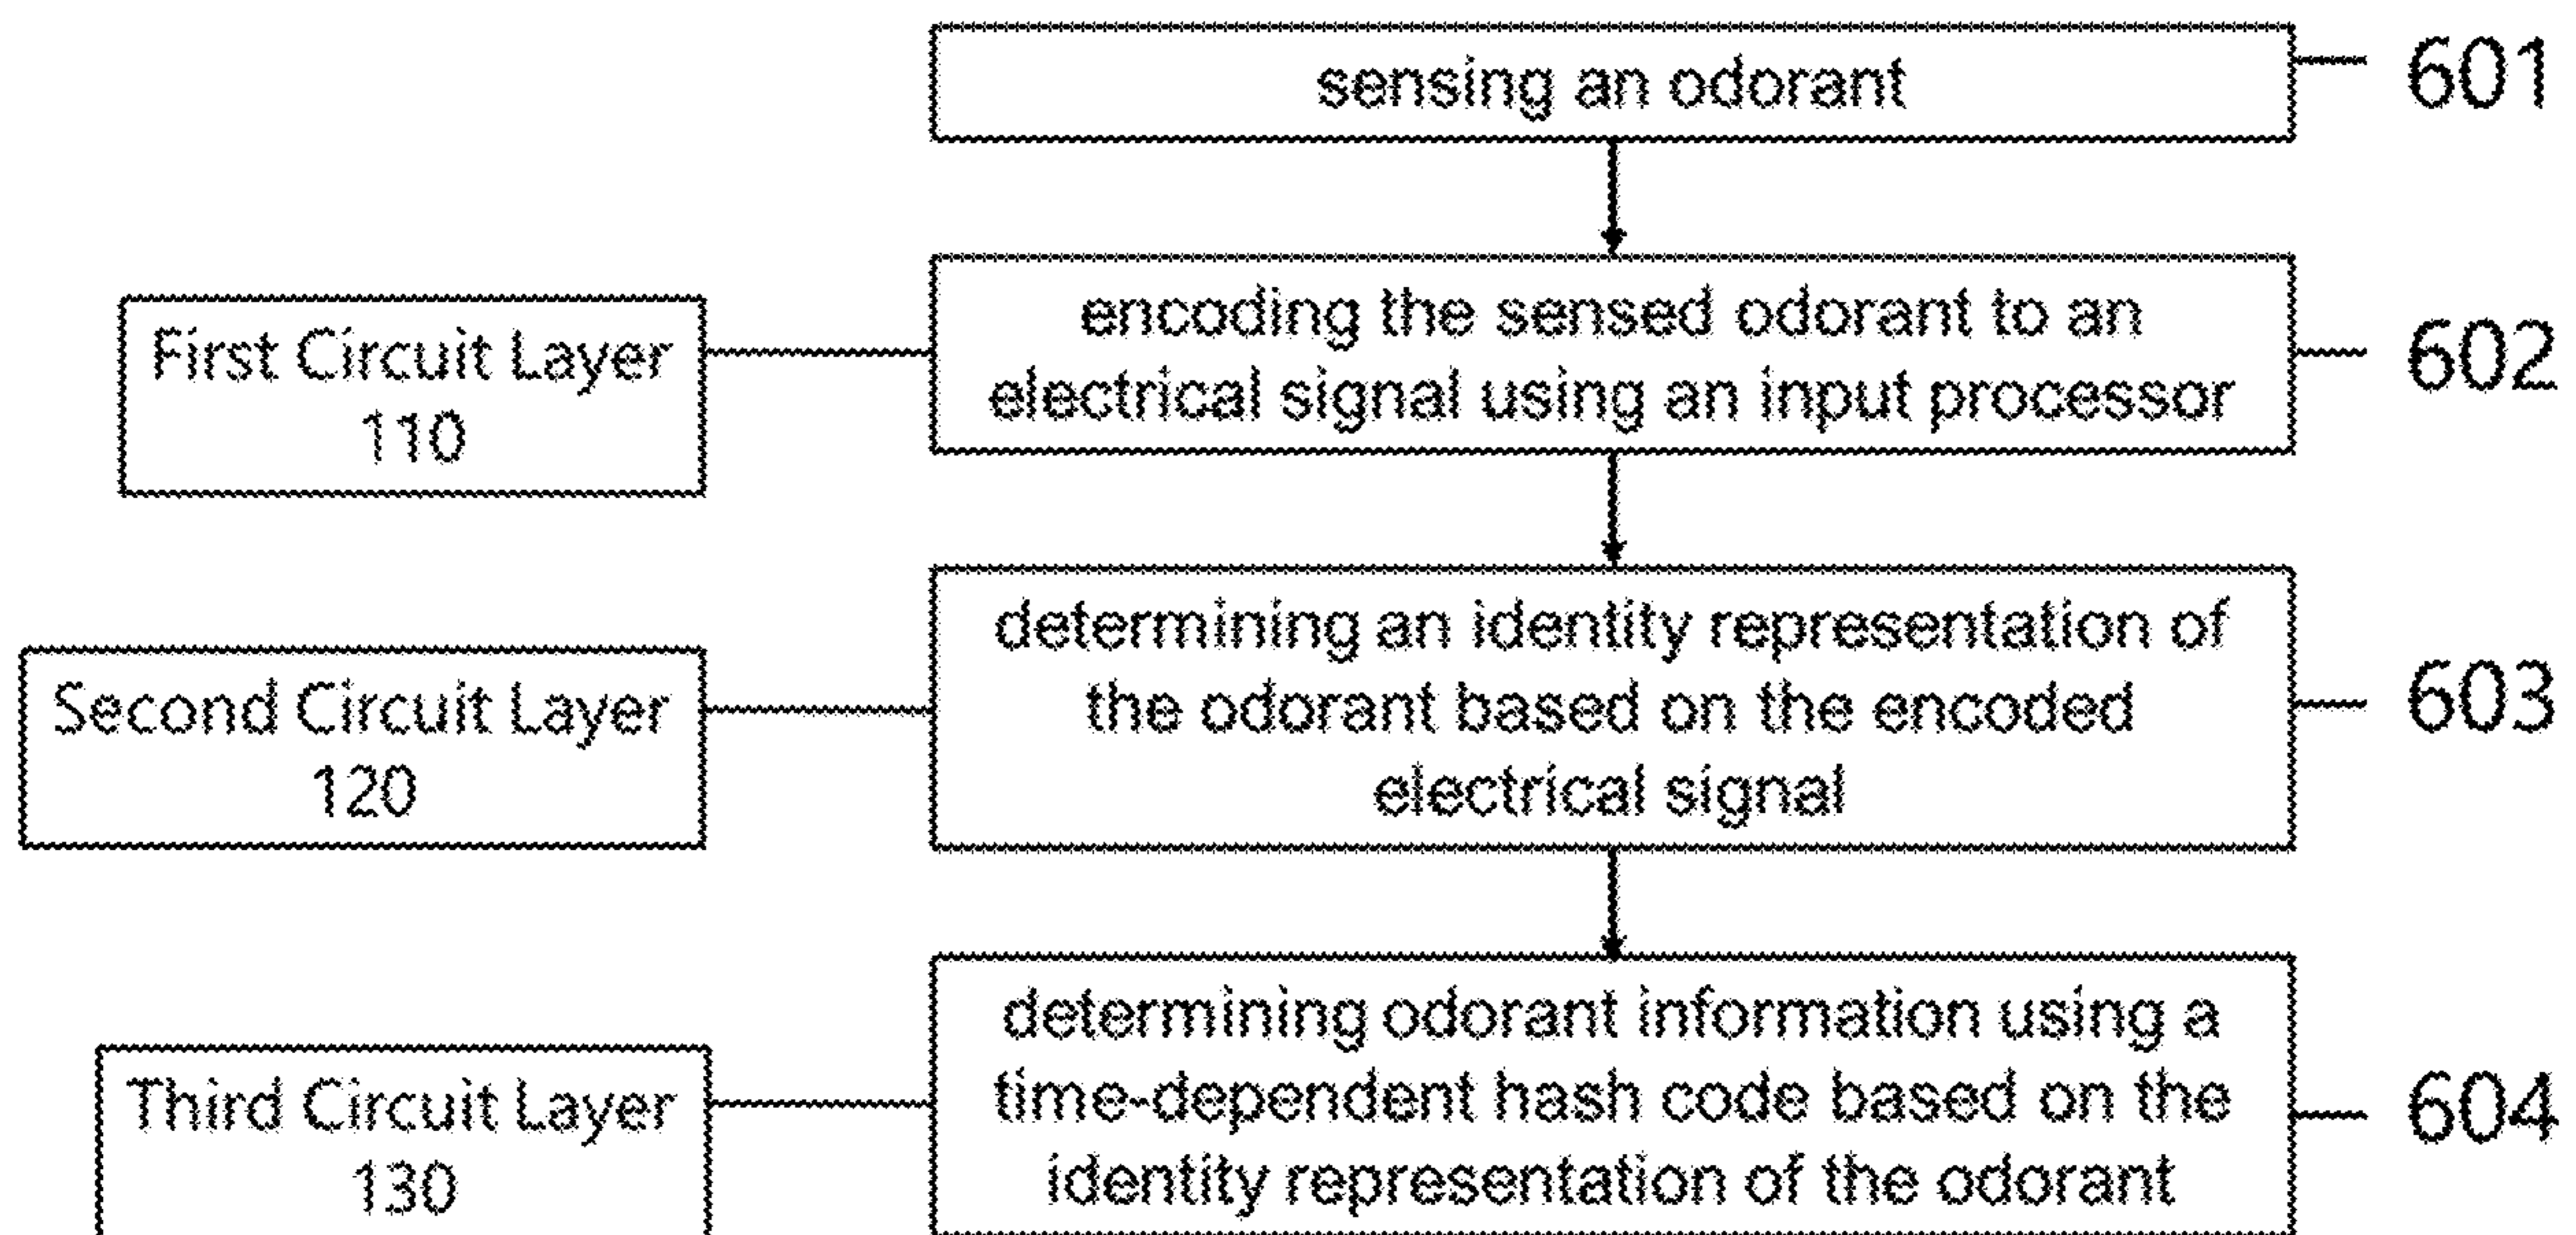 sensing an odorant
601
First Circuit Layer
110
encoding the sensed odorant to an
electrical signal using an input processor
602
Second Circuit Layer
120
determining an identity representation of
the odorant based on the encoded
electrical signal
603
Third Circuit Layer
130
determining odorant information using a
time-dependent hash code based on the
identity representation of the odorant
604